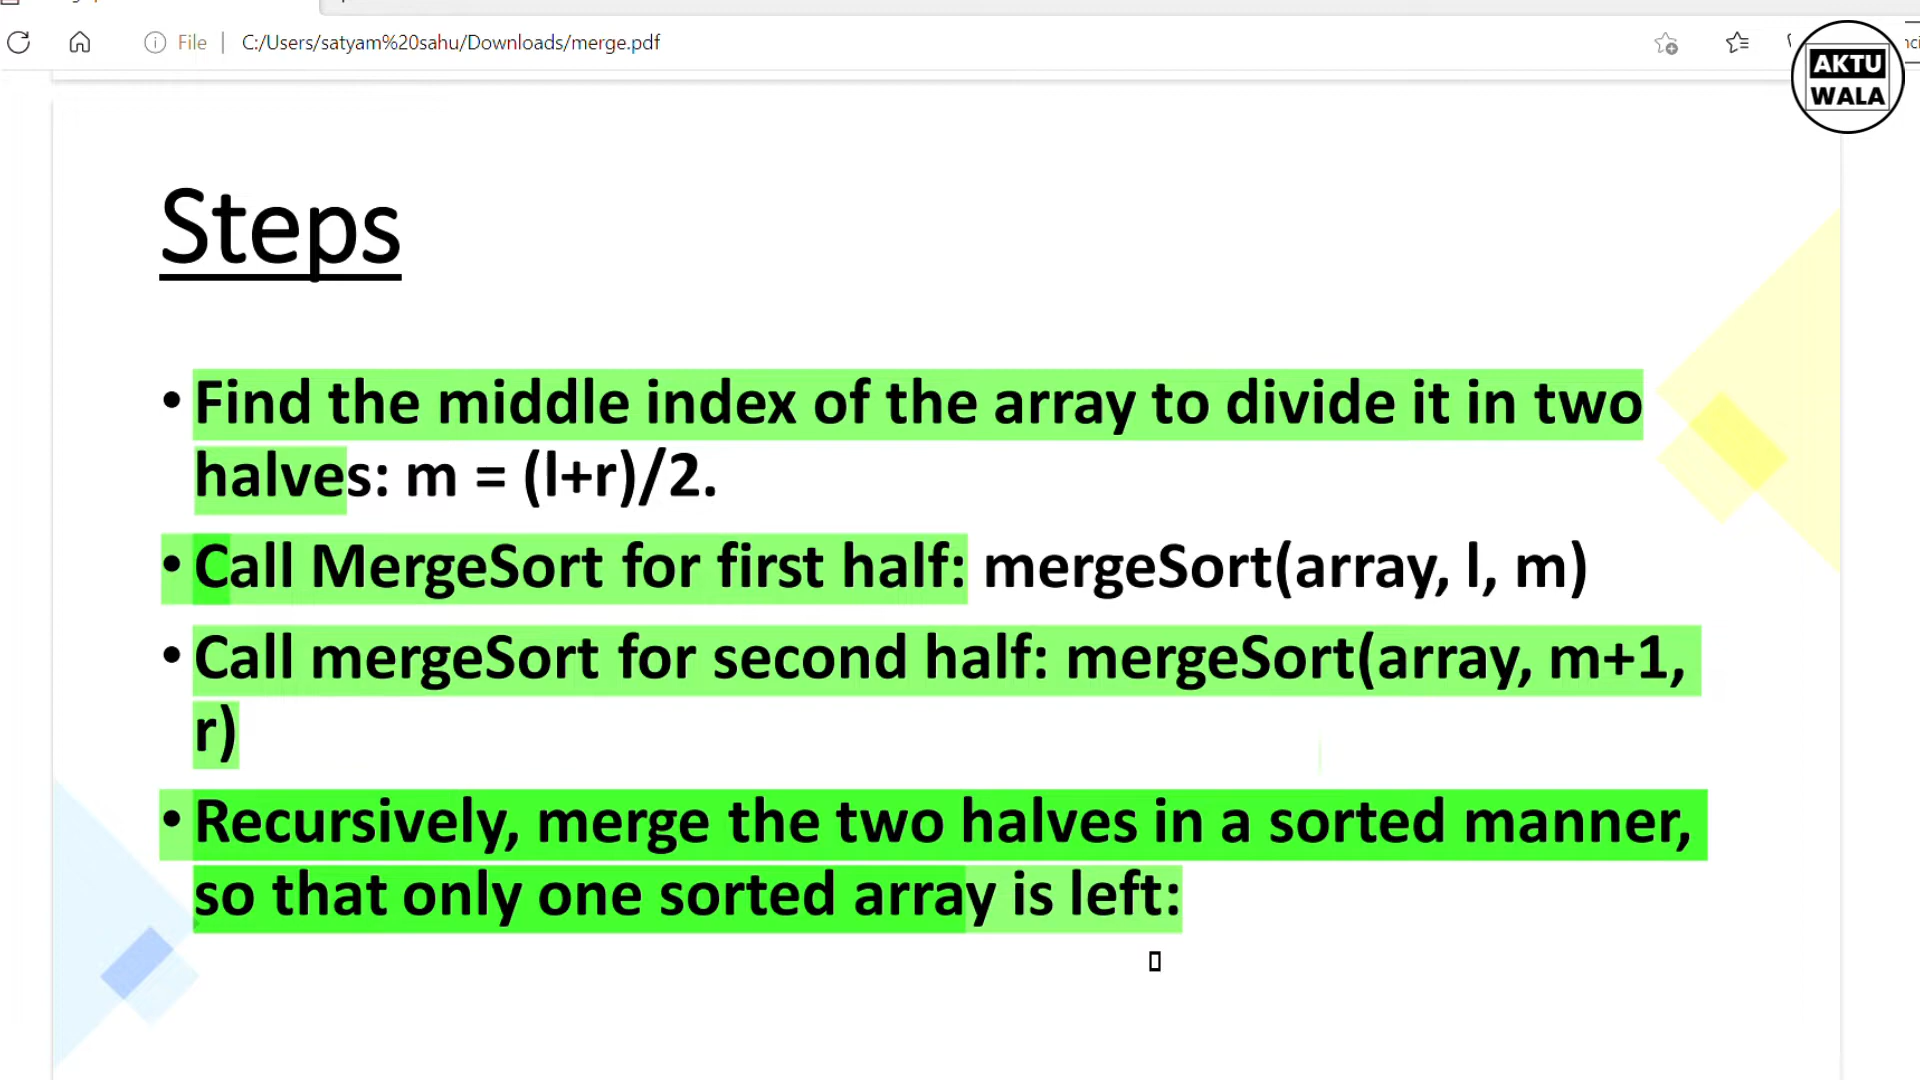 File
C:/Users/satyam%20sahu/Downloads/merge.pdf
AKTU
WALA
Steps
• Find the middle index of the array to divide it in two
halves: m = (l+r)/2.
• Call MergeSort for first half: mergeSort(array, l, m)
• Call mergeSort for second half: mergeSort(array, m+1,
r)
• Recursively, merge the two halves in a sorted manner,
so that only one sorted array is left: